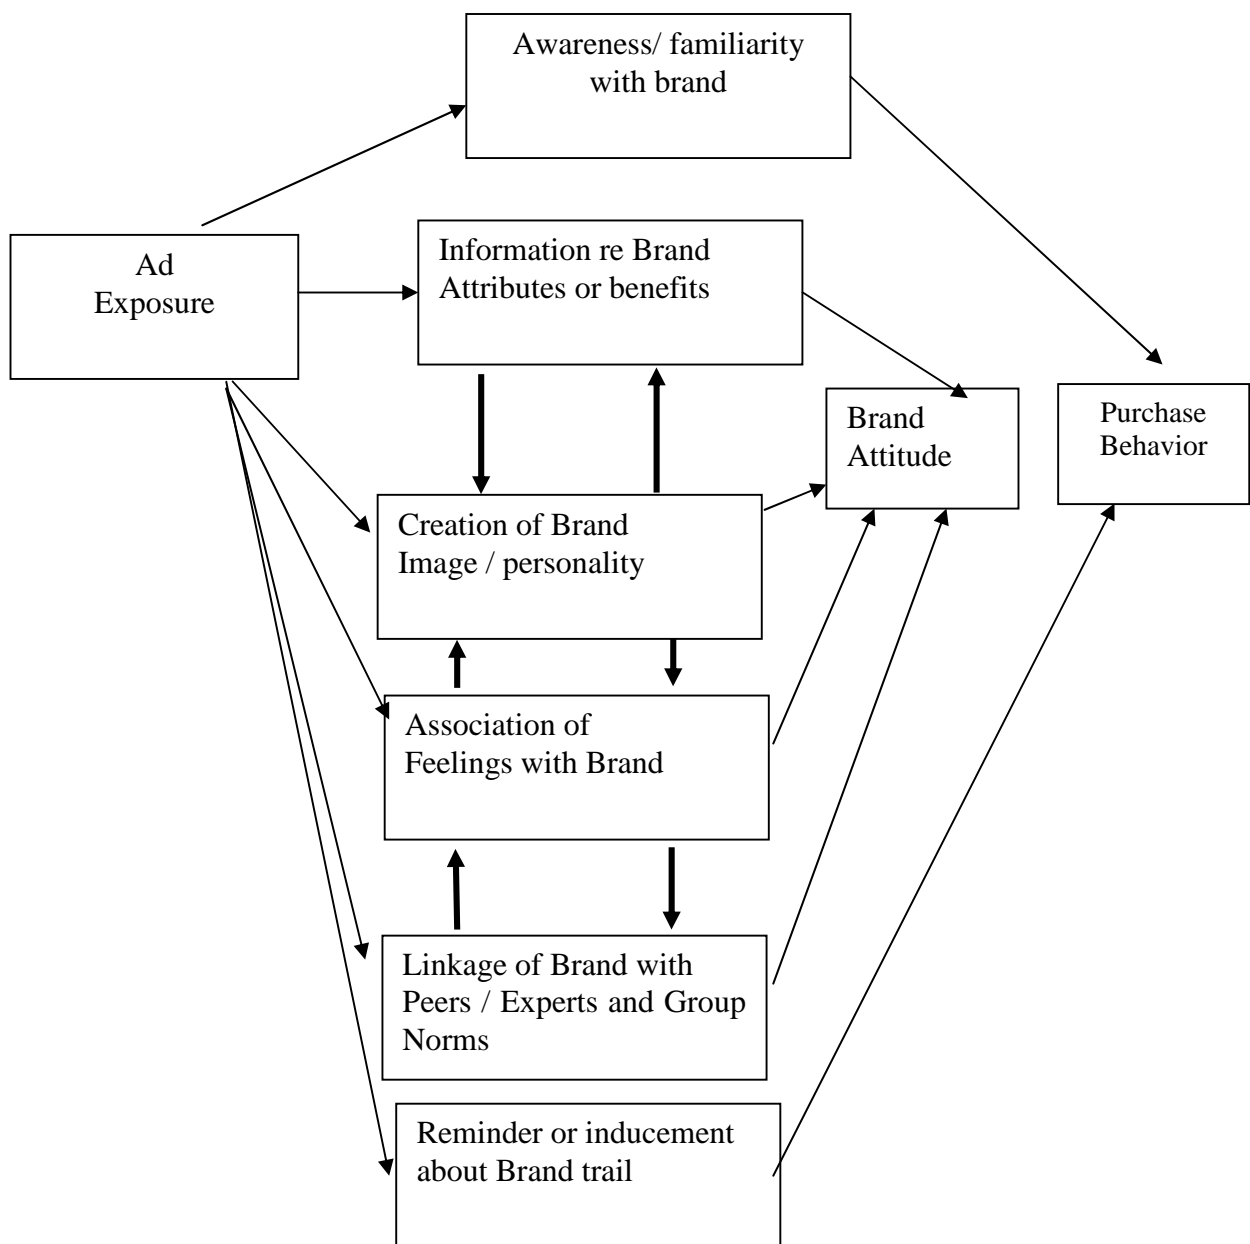 Awareness/ familiarity
with brand
Ad
Exposure
Information re Brand
Attributes or benefits
Brand
Attitude
Purchase
Behavior
Creation of Brand
Image / personality
Association of
Feelings with Brand
Linkage of Brand with
Peers / Experts and Group
Norms
Reminder or inducement
about Brand trail